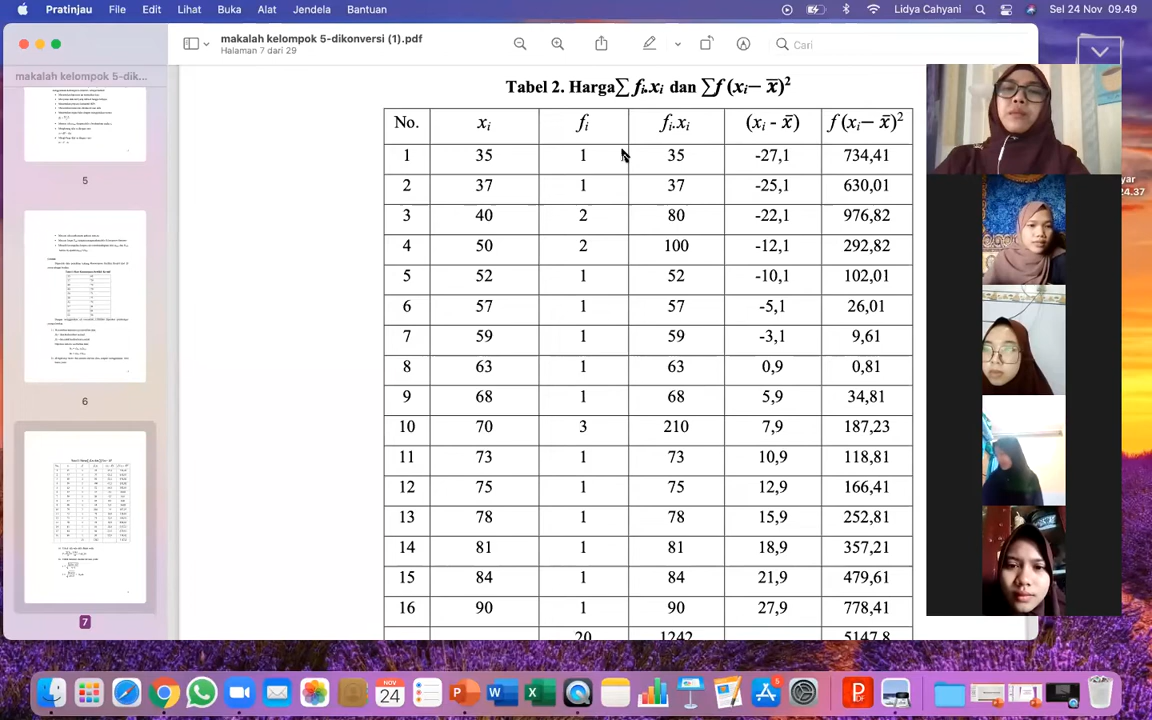 Pratinjau File Edit Lihat Buka Alat Jendela Bantuan Lidya Cahyani Sel 24 Nov 09.49
makalah kelompok 5-dikonversi (1).pdf
Halaman 7 dari 29
Cari
makalah kelompok 5-dik...
5
6
7
Tabel 2. Harga∑ fᵢ.xᵢ dan ∑f (xᵢ– x̅)²
No. xᵢ fᵢ fᵢ.xᵢ (xᵢ - x̅) f (xᵢ– x̅)²
1 35 1 35 -27,1 734,41
2 37 1 37 -25,1 630,01
3 40 2 80 -22,1 976,82
4 50 2 100 -12,1 292,82
5 52 1 52 -10,1 102,01
6 57 1 57 -5,1 26,01
7 59 1 59 -3,1 9,61
8 63 1 63 0,9 0,81
9 68 1 68 5,9 34,81
10 70 3 210 7,9 187,23
11 73 1 73 10,9 118,81
12 75 1 75 12,9 166,41
13 78 1 78 15,9 252,81
14 81 1 81 18,9 357,21
15 84 1 84 21,9 479,61
16 90 1 90 27,9 778,41
20 1242 5147,8
yar
24.37
NOV
24
5